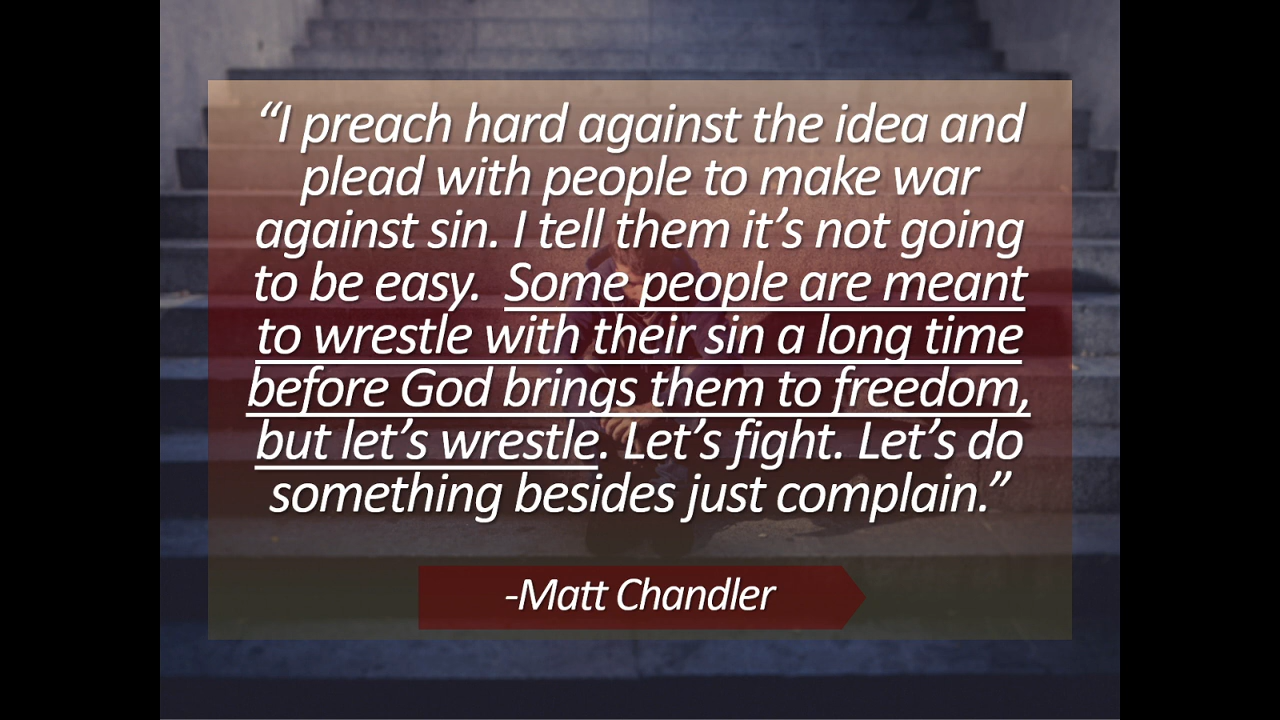 “I preach hard against the idea and
plead with people to make war
against sin. I tell them it’s not going
to be easy.  Some people are meant
to wrestle with their sin a long time
before God brings them to freedom,
but let’s wrestle. Let’s fight. Let’s do
something besides just complain.”
-Matt Chandler